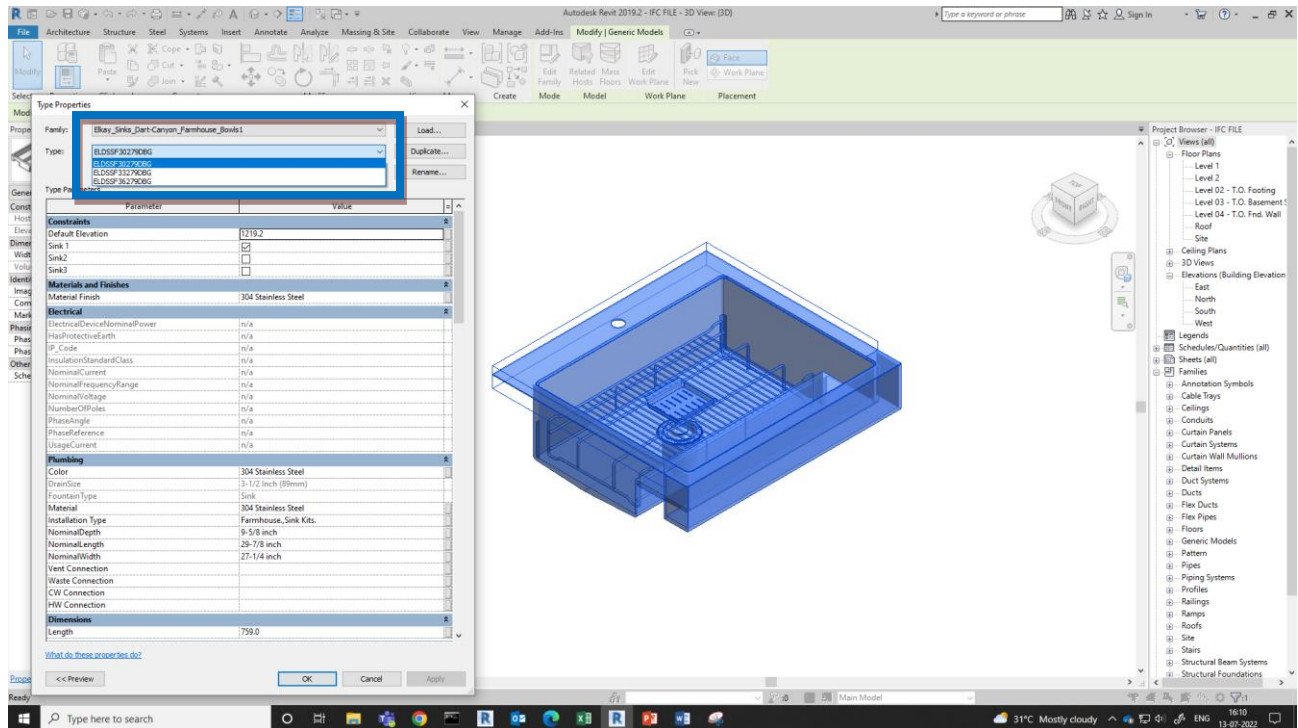 Autodesk Revit 2019.2 - IFC FILE - 3D View: {3D}
Type a keyword or phrase
Sign In
File Architecture Structure Steel Systems Insert Annotate Analyze Massing & Site Collaborate View Manage Add-Ins Modify | Generic Models
Modify
Paste
Cope
Cut
Join
Edit Family
Related Hosts
Mass Floors
Edit Work Plane
Pick New
Face
Work Plane
Select
Create Mode Model Work Plane Placement
Type Properties
Family: Elkay_Sinks_Dart-Canyon_Farmhouse_Bowls1 Load...
Type: ELDSSF30279DBG Duplicate...
ELDSSF30279DBG
ELDSSF33279DBG
ELDSSF36279DBG
Rename...
Type Parameters
Parameter Value =
Constraints
Default Elevation 1219.2
Sink 1
Sink2
Sink3
Materials and Finishes
Material Finish 304 Stainless Steel
Electrical
ElectricalDeviceNominalPower n/a
HasProtectiveEarth n/a
IP_Code n/a
InsulationStandardClass n/a
NominalCurrent n/a
NominalFrequencyRange n/a
NominalVoltage n/a
NumberOfPoles n/a
PhaseAngle n/a
PhaseReference n/a
UsageCurrent n/a
Plumbing
Color 304 Stainless Steel
DrainSize 3-1/2 Inch (89mm)
FountainType Sink
Material 304 Stainless Steel
Installation Type Farmhouse,,Sink Kits.
NominalDepth 9-5/8 inch
NominalLength 29-7/8 inch
NominalWidth 27-1/4 inch
Vent Connection
Waste Connection
CW Connection
HW Connection
Dimensions
Length 759.0
What do these properties do?
<< Preview OK Cancel Apply
TOP
FRONT
RIGHT
Project Browser - IFC FILE
Views (all)
Floor Plans
Level 1
Level 2
Level 02 - T.O. Footing
Level 03 - T.O. Basement
Level 04 - T.O. Fnd. Wall
Roof
Site
Ceiling Plans
3D Views
Elevations (Building Elevation
East
North
South
West
Legends
Schedules/Quantities (all)
Sheets (all)
Families
Annotation Symbols
Cable Trays
Ceilings
Conduits
Curtain Panels
Curtain Systems
Curtain Wall Mullions
Detail Items
Duct Systems
Ducts
Flex Ducts
Flex Pipes
Floors
Generic Models
Pattern
Pipes
Piping Systems
Profiles
Railings
Ramps
Roofs
Site
Stairs
Structural Beam Systems
Structural Foundations
Ready
:0
Main Model
:1
Type here to search
31°C Mostly cloudy
ENG
16:10
13-07-2022